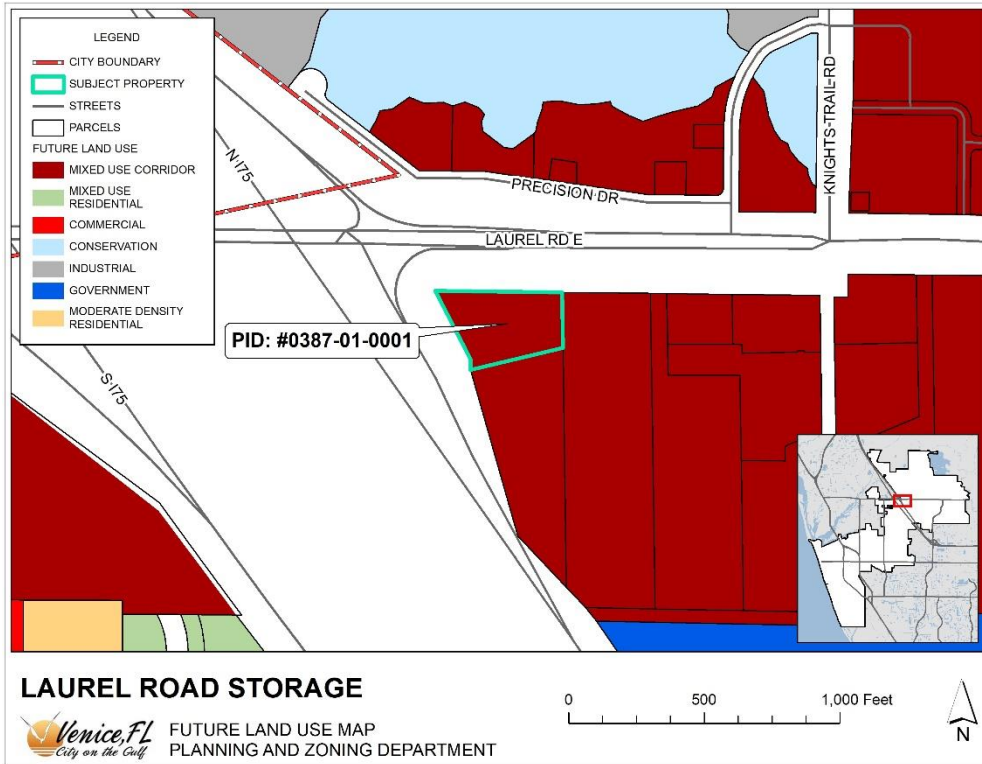 LEGEND
CITY BOUNDARY
SUBJECT PROPERTY
STREETS
PARCELS
FUTURE LAND USE
MIXED USE CORRIDOR
MIXED USE
RESIDENTIAL
COMMERCIAL
CONSERVATION
INDUSTRIAL
GOVERNMENT
MODERATE DENSITY
RESIDENTIAL
N I75
S I75
PRECISION DR
KNIGHTS TRAIL RD
LAUREL RD E
PID: #0387-01-0001
LAUREL ROAD STORAGE
Venice, FL
City on the Gulf
FUTURE LAND USE MAP
PLANNING AND ZONING DEPARTMENT
0 500 1,000 Feet
N